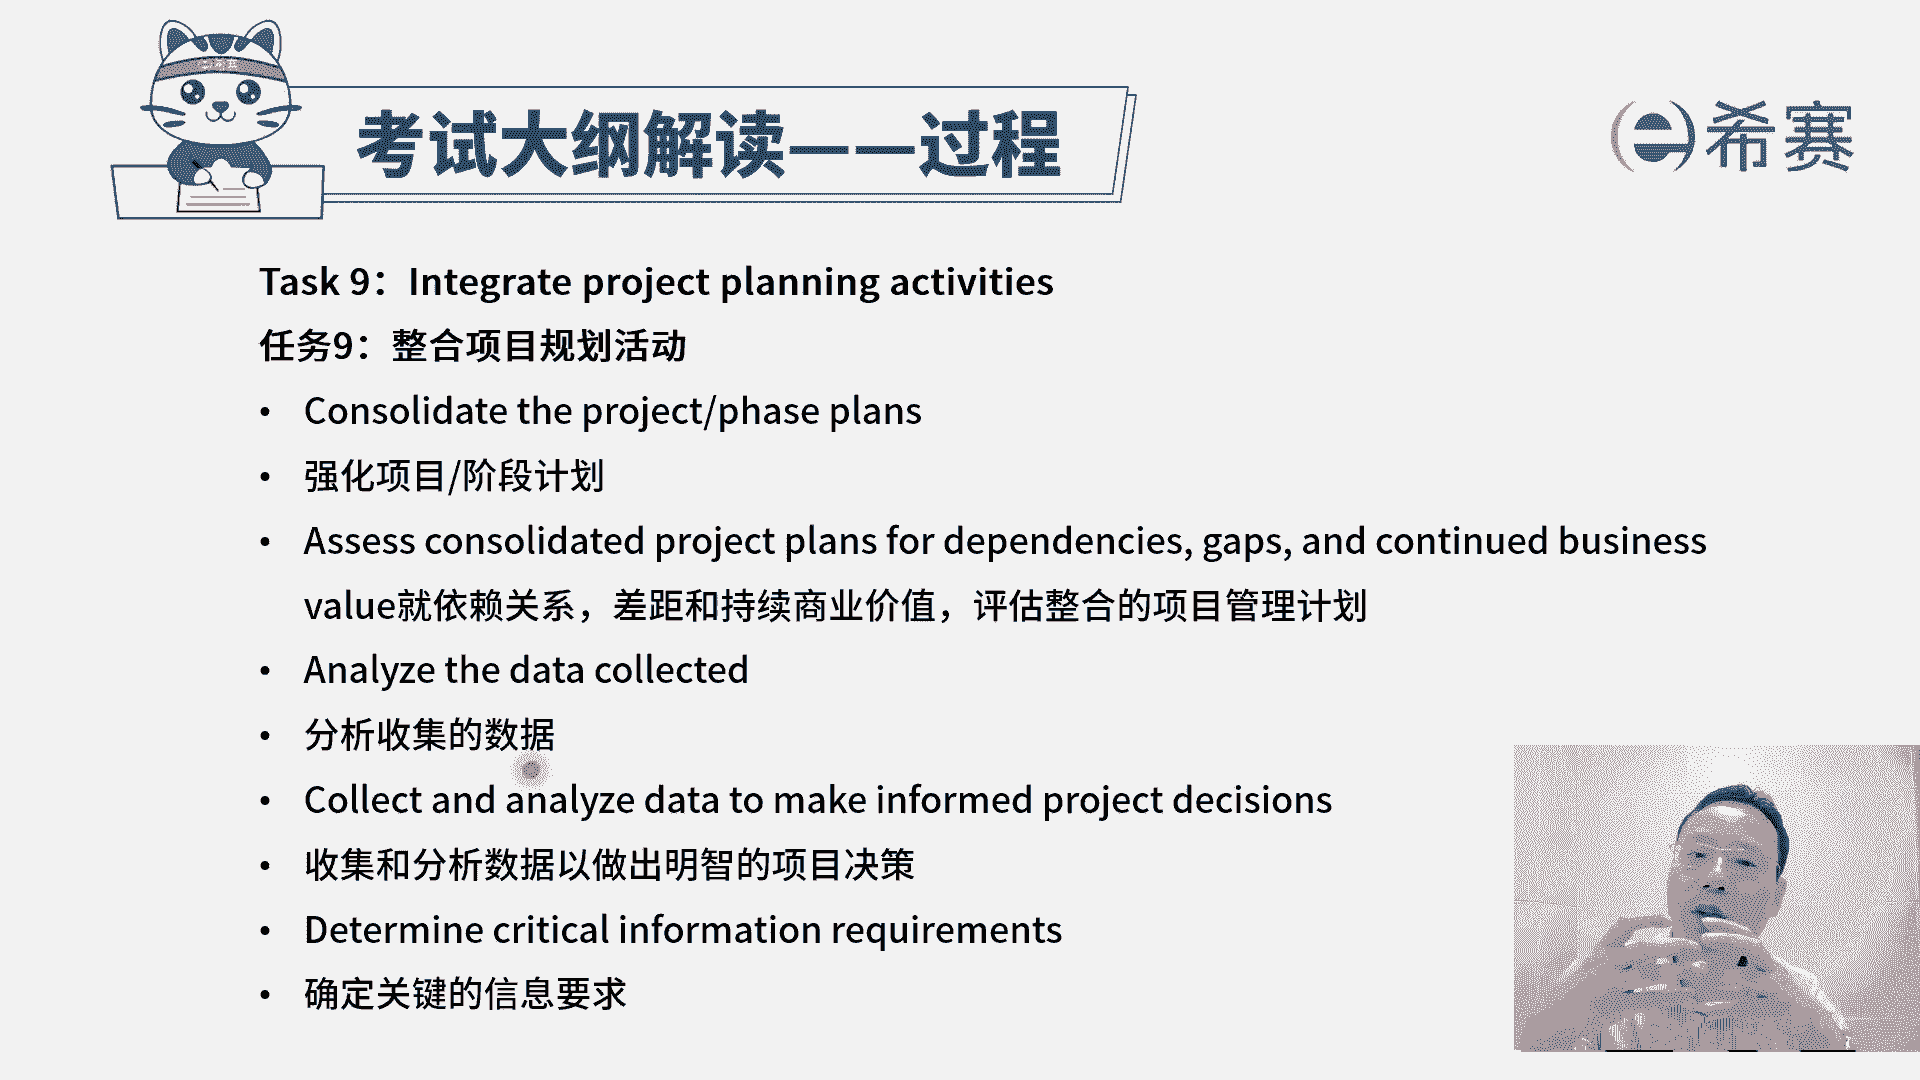 考试大纲解读——过程
希赛
Task 9：Integrate project planning activities
任务9：整合项目规划活动
• Consolidate the project/phase plans
• 强化项目/阶段计划
• Assess consolidated project plans for dependencies, gaps, and continued business
value就依赖关系，差距和持续商业价值，评估整合的项目管理计划
• Analyze the data collected
• 分析收集的数据
• Collect and analyze data to make informed project decisions
• 收集和分析数据以做出明智的项目决策
• Determine critical information requirements
• 确定关键的信息要求